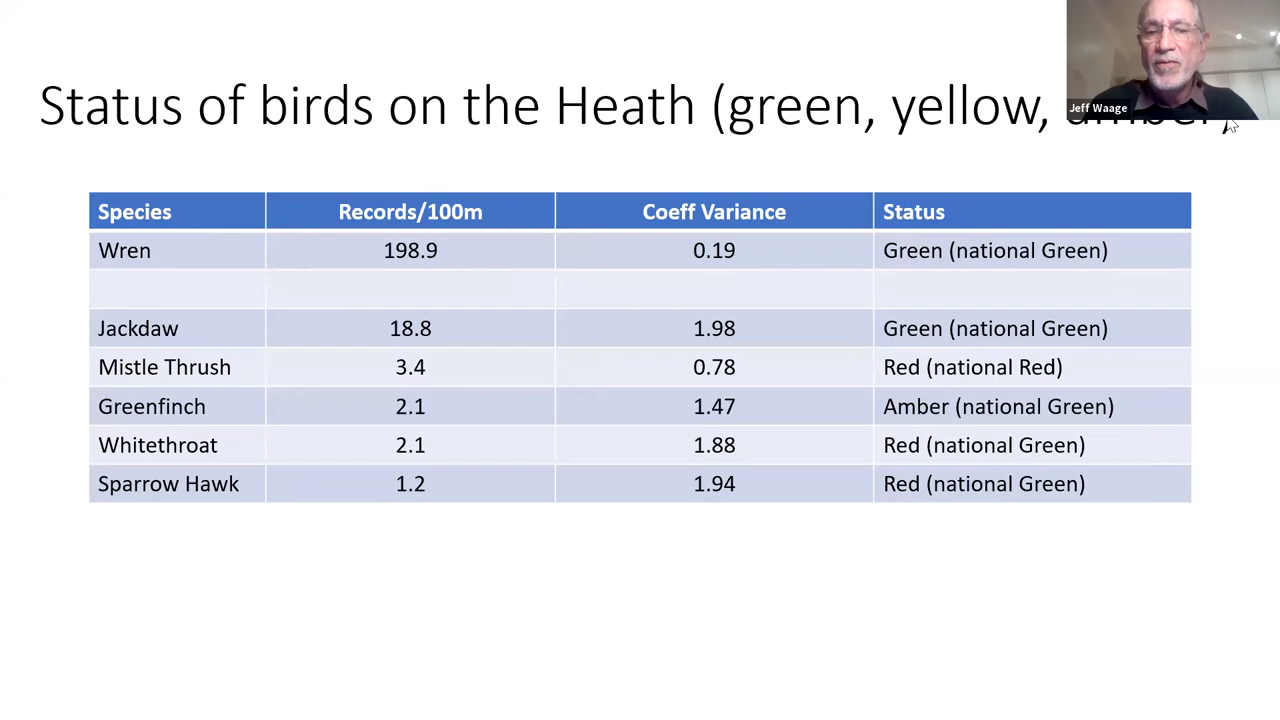 Jeff Waage
Status of birds on the Heath (green, yellow,
Species Records/100m Coeff Variance Status
Wren 198.9 0.19 Green (national Green)
Jackdaw 18.8 1.98 Green (national Green)
Mistle Thrush 3.4 0.78 Red (national Red)
Greenfinch 2.1 1.47 Amber (national Green)
Whitethroat 2.1 1.88 Red (national Green)
Sparrow Hawk 1.2 1.94 Red (national Green)